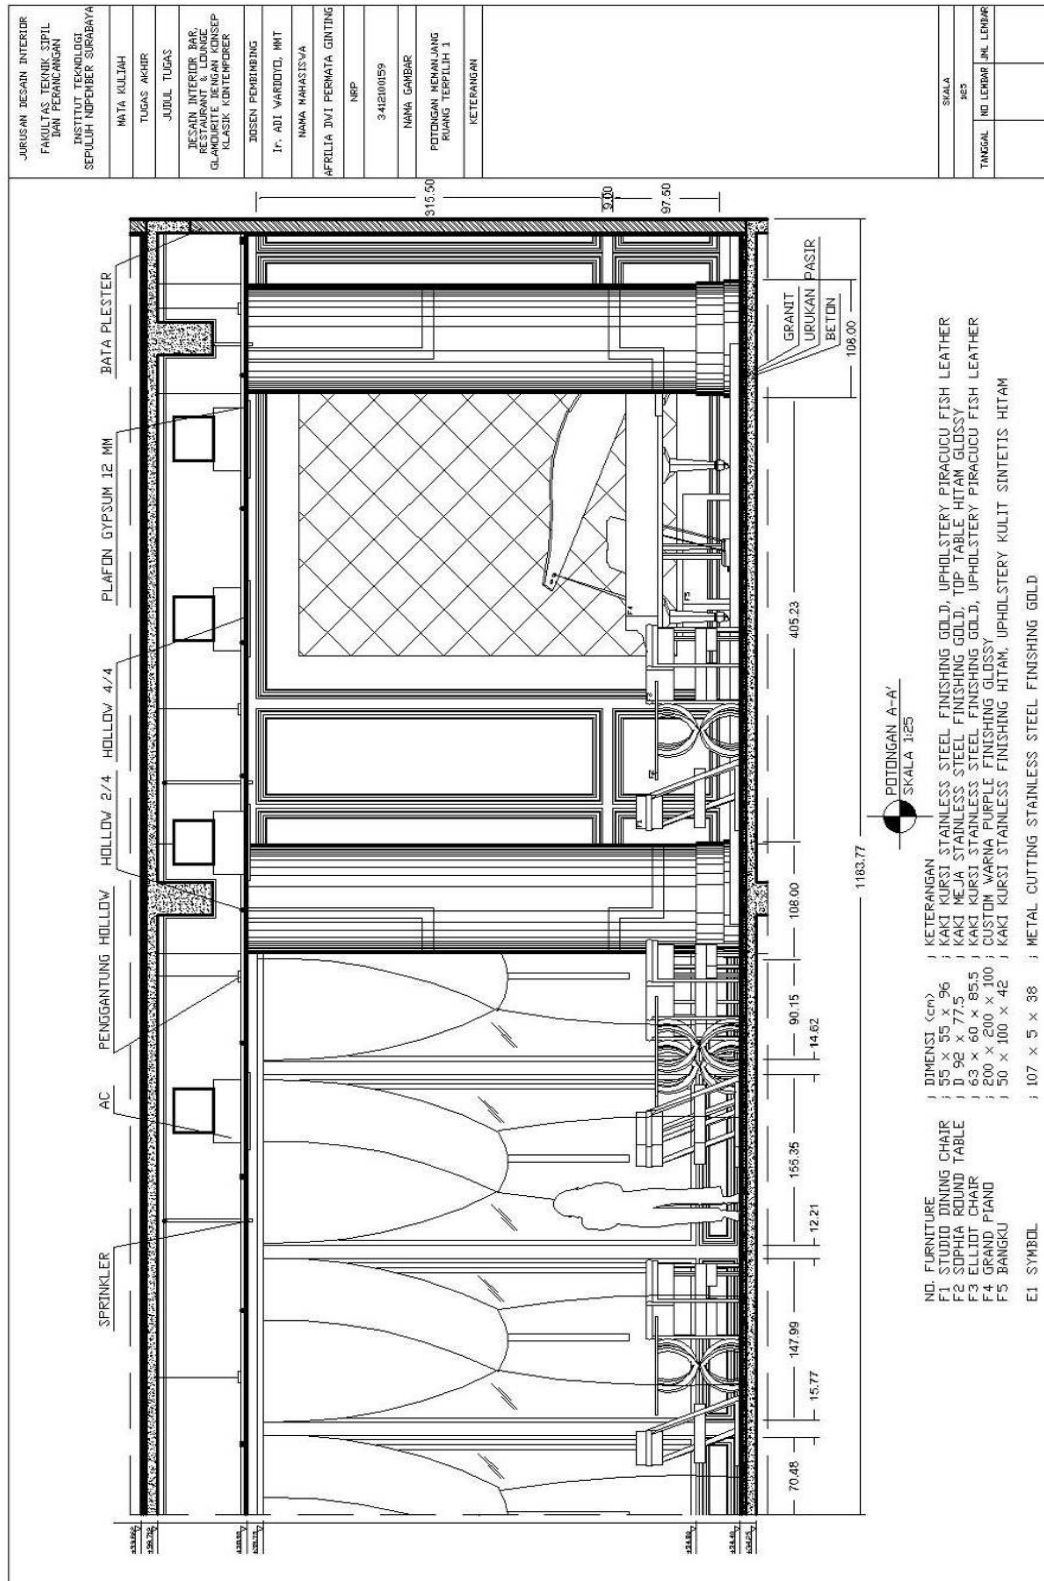 JURUSAN DESAIN INTERIOR
FAKULTAS TEKNIK SIPIL
DAN PERANCANGAN
INSTITUT TEKNOLOGI
SEPULUH NOPEMBER SURABAYA
MATA KULIAH
TUGAS AKHIR
JUDUL TUGAS
DESAIN INTERIOR BAR,
RESTAURANT & LOUNGE
GLAMOURITE DENGAN KONSEP
KLASIK KONTEMPORER
DOSEN PEMBIMBING
Ir. ADI WARDOYO, MMT
NAMA MAHASISWA
AFRILIA DWI PERMATA GINTING
NRP
3412100159
NAMA GAMBAR
POTONGAN MEMANJANG
RUANG TERPILIH 1
KETERANGAN
SKALA
1:25
TANGGAL NO LEMBAR JML LEMBAR
SPRINKLER
AC
PENGGANTUNG HOLLOW
HOLLOW 2/4
HOLLOW 4/4
PLAFON GYPSUM 12 MM
BATA PLESTER
315.50
9.00
97.50
F4
F5
GRANIT
URUKAN PASIR
BETON
70.48
15.77
147.99
12.21
155.35
14.62
90.15
108.00
405.23
108.00
1183.77
POTONGAN A-A'
SKALA 1:25
NO. FURNITURE ; DIMENSI (cm) ; KETERANGAN
F1 STUDIO DINING CHAIR ; 55 x 55 x 96 ; KAKI KURSI STAINLESS STEEL FINISHING GOLD, UPHOLSTERY PIRACUCU FISH LEATHER
F2 SOPHIA ROUND TABLE ; D 92 x 77.5 ; KAKI MEJA STAINLESS STEEL FINISHING GOLD, TOP TABLE HITAM GLOSSY
F3 ELLIOT CHAIR ; 63 x 60 x 85.5 ; KAKI KURSI STAINLESS STEEL FINISHING GOLD, UPHOLSTERY PIRACUCU FISH LEATHER
F4 GRAND PIANO ; 200 x 200 x 100 ; CUSTOM WARNA PURPLE FINISHING GLOSSY
F5 BANGKU ; 50 x 100 x 42 ; KAKI KURSI STAINLESS FINISHING HITAM, UPHOLSTERY KULIT SINTETIS HITAM
E1 SYMBOL ; 107 x 5 x 38 ; METAL CUTTING STAINLESS STEEL FINISHING GOLD